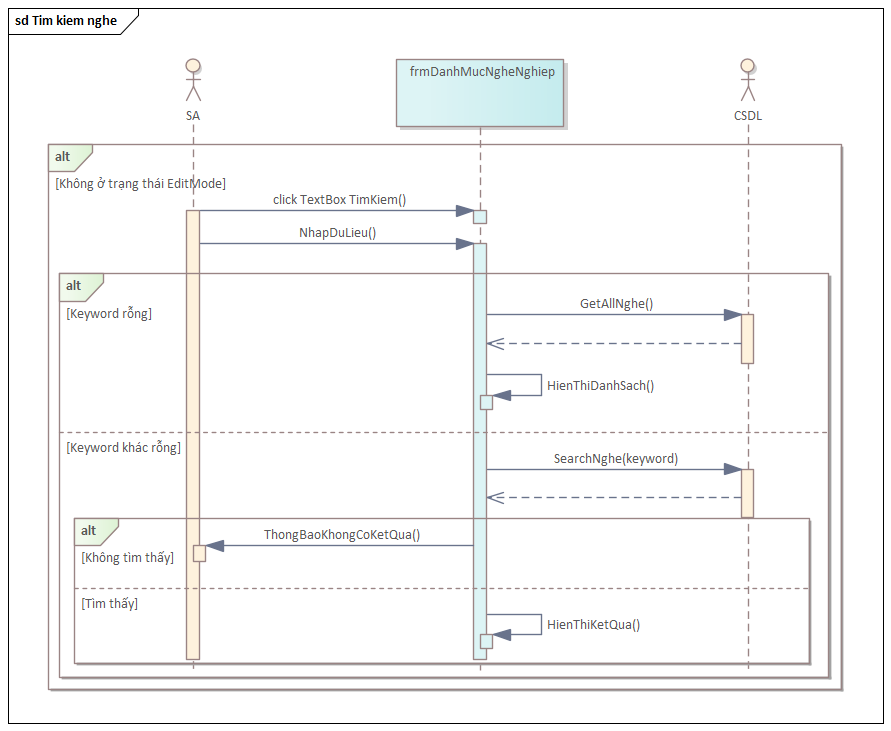 sd Tim kiem nghe
SA
frmDanhMucNgheNghiep
CSDL
alt
[Không ở trạng thái EditMode]
click TextBox TimKiem()
NhapDuLieu()
alt
[Keyword rỗng]
GetAllNghe()
HienThiDanhSach()
[Keyword khác rỗng]
SearchNghe(keyword)
alt
ThongBaoKhongCoKetQua()
[Không tìm thấy]
[Tìm thấy]
HienThiKetQua()